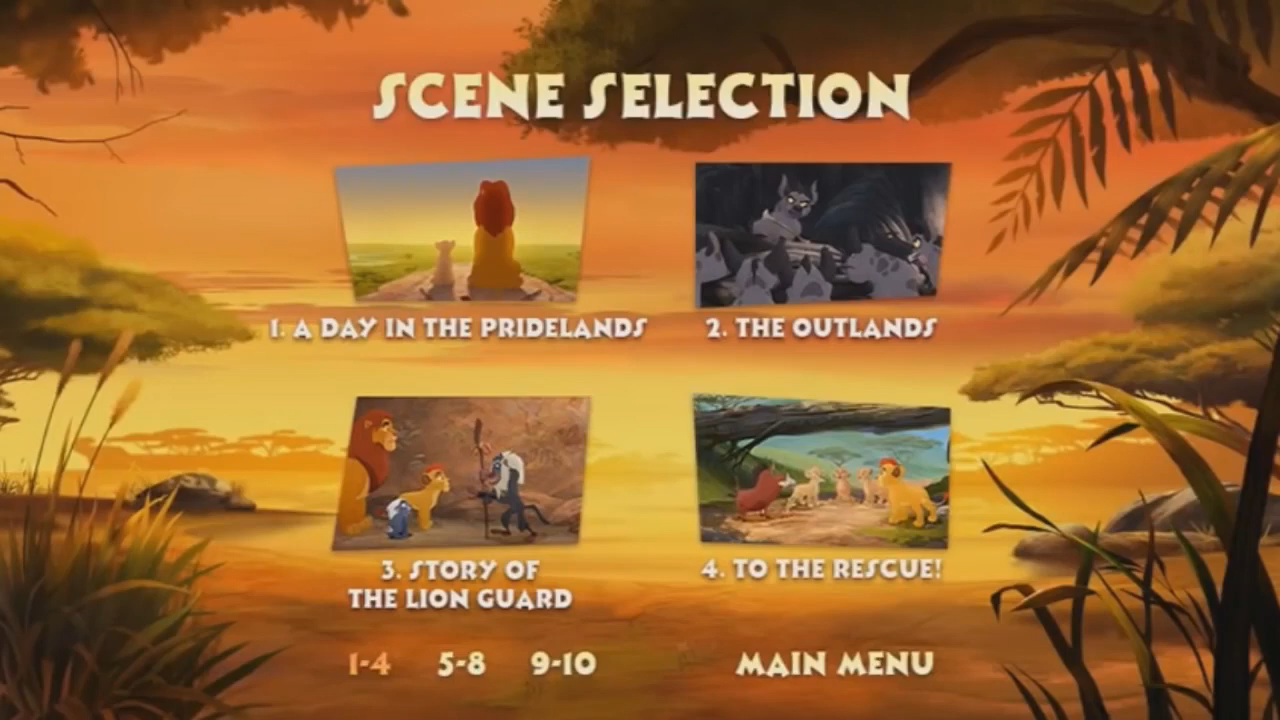 SCENE SELECTION
1. A DAY IN THE PRIDELANDS
2. THE OUTLANDS
3. STORY OF
THE LION GUARD
4. TO THE RESCUE!
1-4 5-8 9-10 MAIN MENU